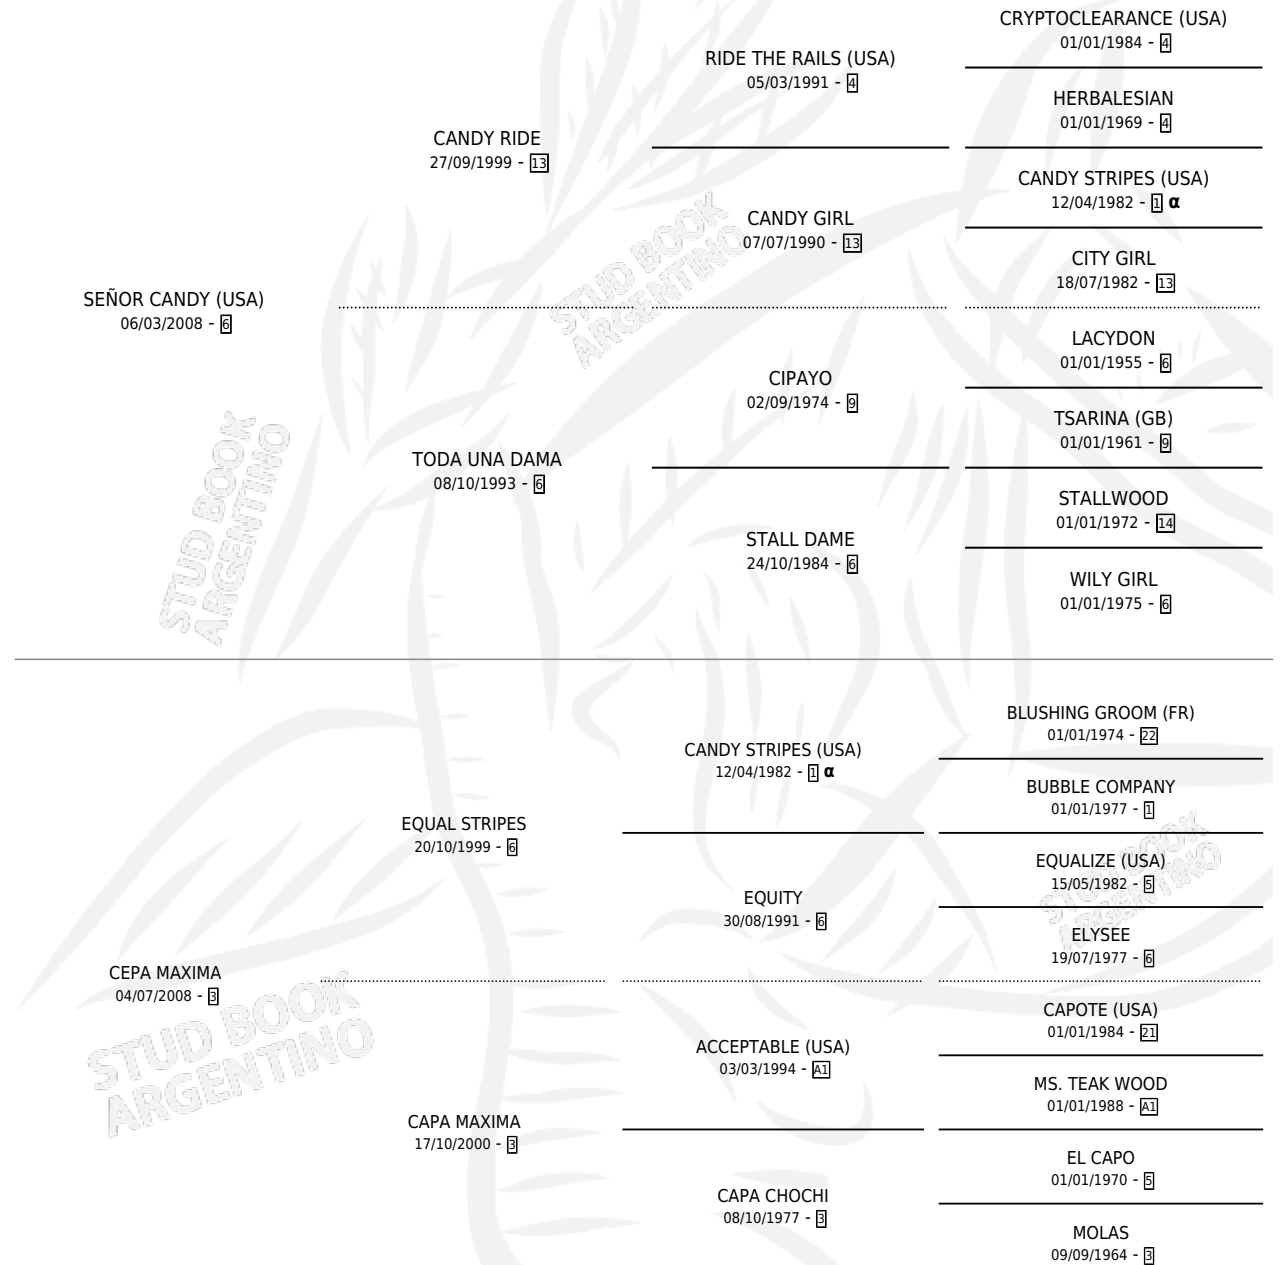 CRYPTOCLEARANCE (USA)
01/01/1984 - 4
RIDE THE RAILS (USA)
05/03/1991 - 4
HERBALESIAN
01/01/1969 - 4
CANDY RIDE
27/09/1999 - 13
CANDY STRIPES (USA)
12/04/1982 - 1 α
CANDY GIRL
07/07/1990 - 13
CITY GIRL
18/07/1982 - 13
SEÑOR CANDY (USA)
06/03/2008 - 6
LACYDON
01/01/1955 - 6
CIPAYO
02/09/1974 - 9
TSARINA (GB)
01/01/1961 - 9
TODA UNA DAMA
08/10/1993 - 6
STALLWOOD
01/01/1972 - 14
STALL DAME
24/10/1984 - 6
WILY GIRL
01/01/1975 - 6
STUD BOOK
ARGENTINO
STUD BOOK
ARGENTINO
BLUSHING GROOM (FR)
01/01/1974 - 22
CANDY STRIPES (USA)
12/04/1982 - 1 α
BUBBLE COMPANY
01/01/1977 - 1
EQUAL STRIPES
20/10/1999 - 6
EQUALIZE (USA)
15/05/1982 - 5
EQUITY
30/08/1991 - 6
ELYSEE
19/07/1977 - 6
CEPA MAXIMA
04/07/2008 - 3
CAPOTE (USA)
01/01/1984 - 21
ACCEPTABLE (USA)
03/03/1994 - A1
MS. TEAK WOOD
01/01/1988 - A1
CAPA MAXIMA
17/10/2000 - 3
EL CAPO
01/01/1970 - 5
CAPA CHOCHI
08/10/1977 - 3
MOLAS
09/09/1964 - 3
STUD BOOK
ARGENTINO
STUD BOOK
ARGENTINO